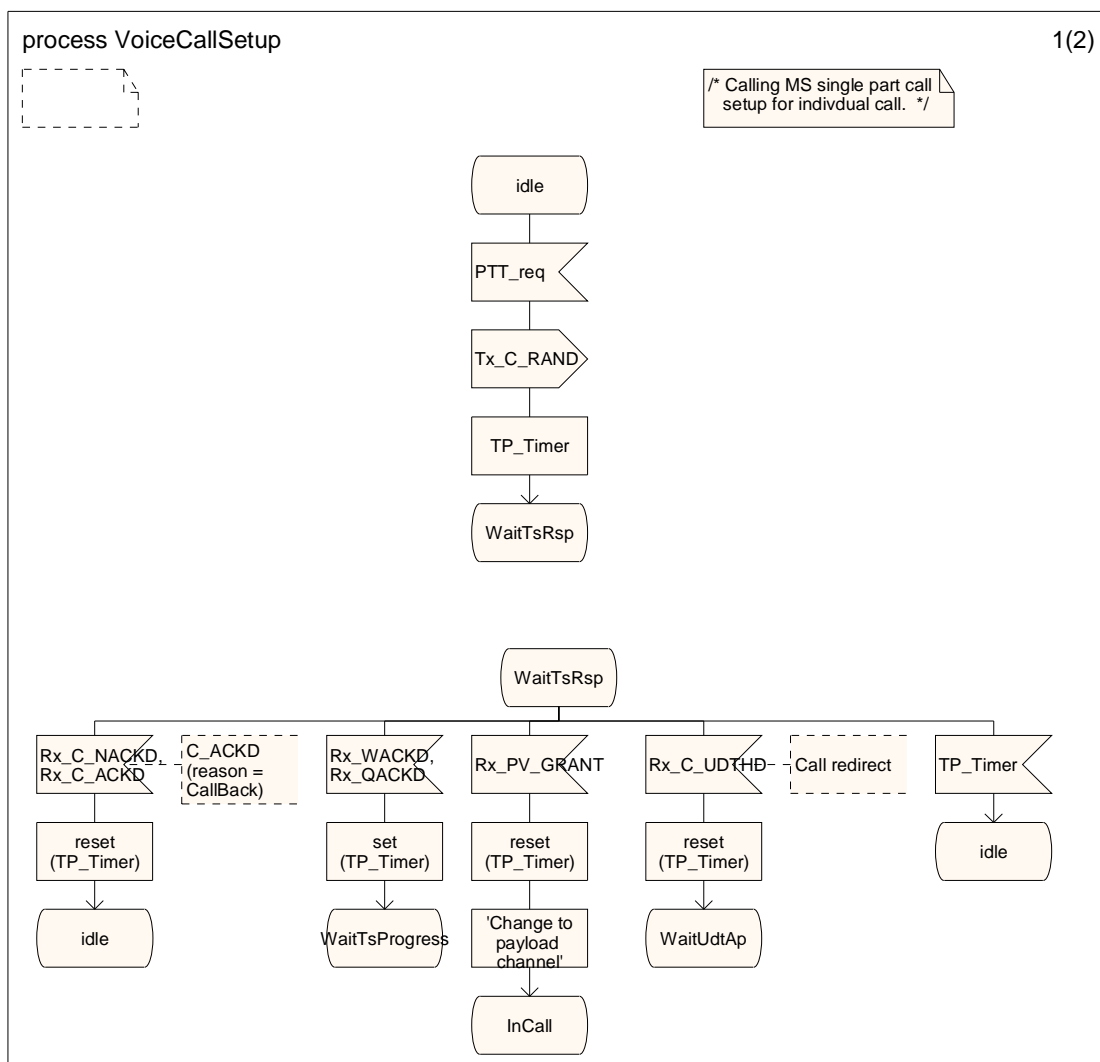 process VoiceCallSetup
1(2)
/* Calling MS single part call
setup for indivdual call. */
idle
PTT_req
Tx_C_RAND
TP_Timer
WaitTsRsp
WaitTsRsp
Rx_C_NACKD,
Rx_C_ACKD
C_ACKD
(reason =
CallBack)
Rx_WACKD,
Rx_QACKD
Rx_PV_GRANT
Rx_C_UDTHD
Call redirect
TP_Timer
reset
(TP_Timer)
set
(TP_Timer)
reset
(TP_Timer)
reset
(TP_Timer)
idle
idle
WaitTsProgress
'Change to
payload
channel'
WaitUdtAp
InCall